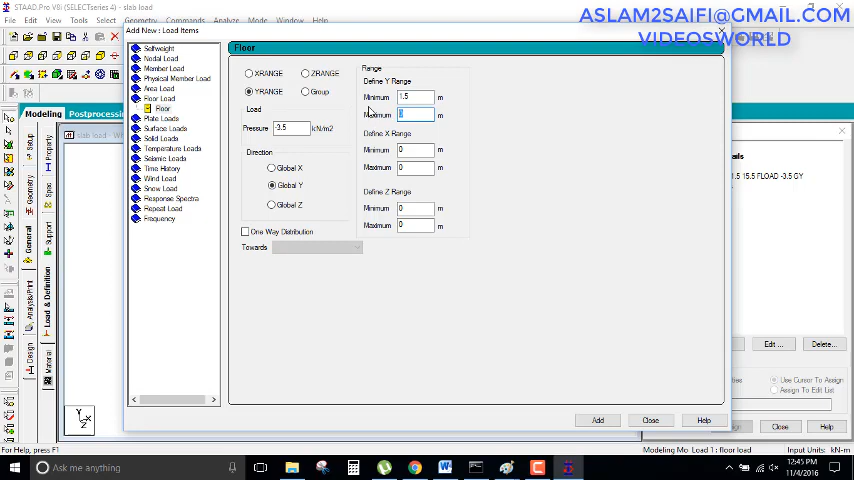 STAAD.Pro V8i (SELECTseries 4) - slab load
ASLAM2SAIFI@GMAIL.COM
VIDEOSWORLD
File Edit View Tools Select Geometry Commands Analyze Mode Window Help
Add New : Load Items
Selfweight
Nodal Load
Member Load
Physical Member Load
Area Load
Floor Load
Floor
Plate Loads
Surface Loads
Solid Loads
Temperature Loads
Seismic Loads
Time History
Wind Load
Snow Load
Response Spectra
Repeat Load
Frequency
Floor
XRANGE
ZRANGE
YRANGE
Group
Load
Pressure -3.5 kN/m2
Direction
Global X
Global Y
Global Z
One Way Distribution
Towards
Range
Define Y Range
Minimum 1.5 m
Maximum 0 m
Define X Range
Minimum 0 m
Maximum 0 m
Define Z Range
Minimum 0 m
Maximum 0 m
Add
Close
Help
Modeling
Postprocessing
slab load - Wh
Setup
Geometry
General
Analysis/Print
Design
Property
Spec
Support
Load & Definition
Material
Y
X
Z
1.5 15.5 FLOAD -3.5 GY
Edit ...
Delete...
Use Cursor To Assign
Assign To Edit List
Close
Help
For Help, press F1
Modeling Mo
Load 1 : floor load
Input Units: kN-m
Ask me anything
12:45 PM
11/4/2016